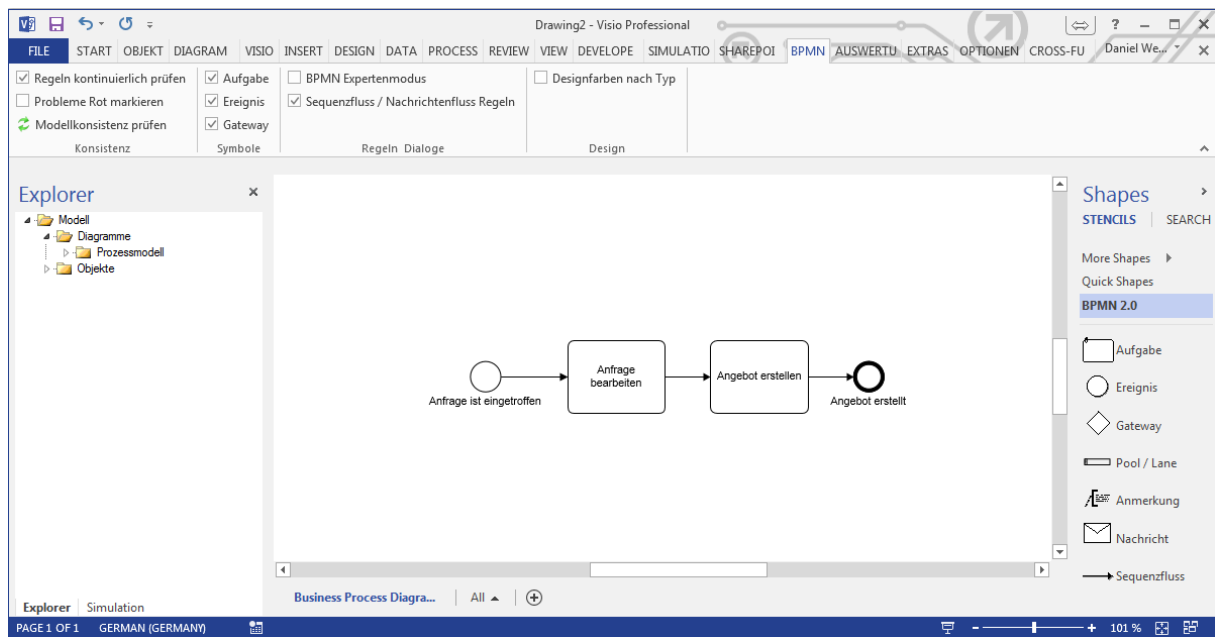 Drawing2 - Visio Professional
?
FILE START OBJEKT DIAGRAM VISIO INSERT DESIGN DATA PROCESS REVIEW VIEW DEVELOPE SIMULATIO SHAREPOI BPMN AUSWERTU EXTRAS OPTIONEN CROSS-FU Daniel We...
Regeln kontinuierlich prüfen Aufgabe BPMN Expertenmodus Designfarben nach Typ
Probleme Rot markieren Ereignis Sequenzfluss / Nachrichtenfluss Regeln
Modellkonsistenz prüfen Gateway
Konsistenz Symbole Regeln Dialoge Design
Explorer
Modell
Diagramme
Prozessmodell
Objekte
Anfrage ist eingetroffen
Anfrage
bearbeiten
Angebot erstellen
Angebot erstellt
Shapes
STENCILS SEARCH
More Shapes
Quick Shapes
BPMN 2.0
Aufgabe
Ereignis
Gateway
Pool / Lane
Anmerkung
Nachricht
Sequenzfluss
Business Process Diagra... All
Explorer Simulation
PAGE 1 OF 1 GERMAN (GERMANY) 101 %